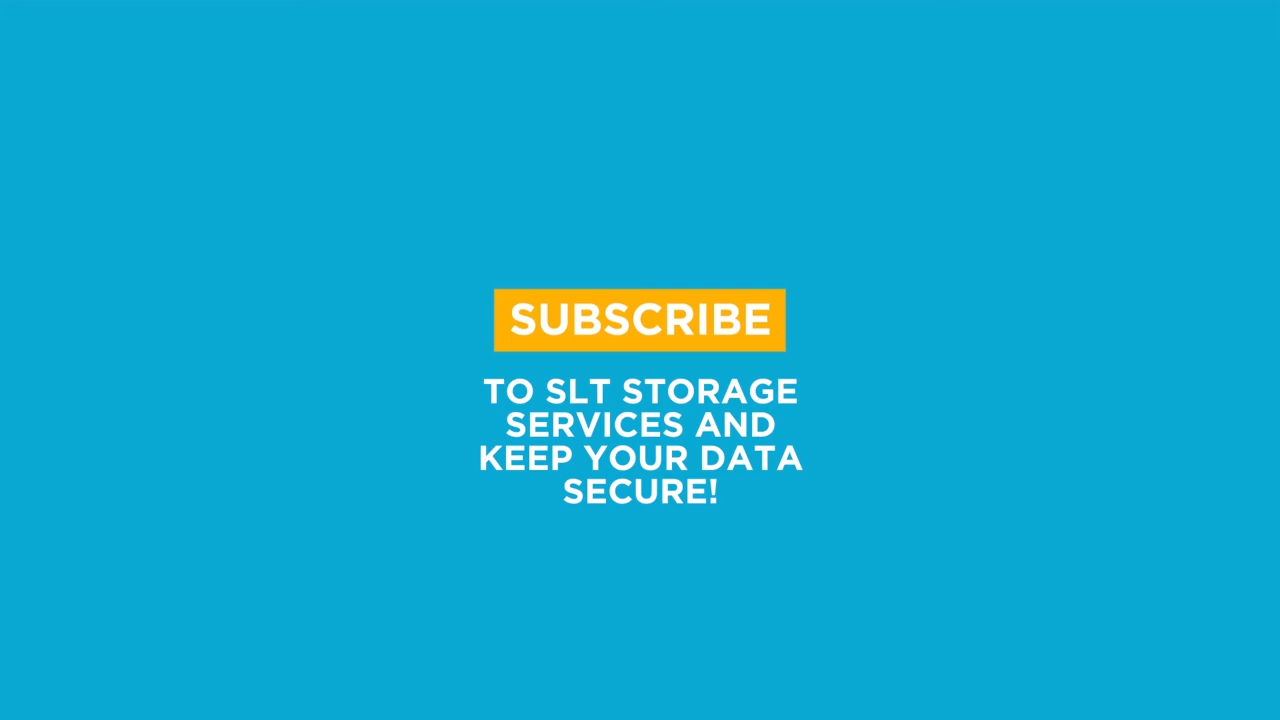 SUBSCRIBE
TO SLT STORAGE
SERVICES AND
KEEP YOUR DATA
SECURE!